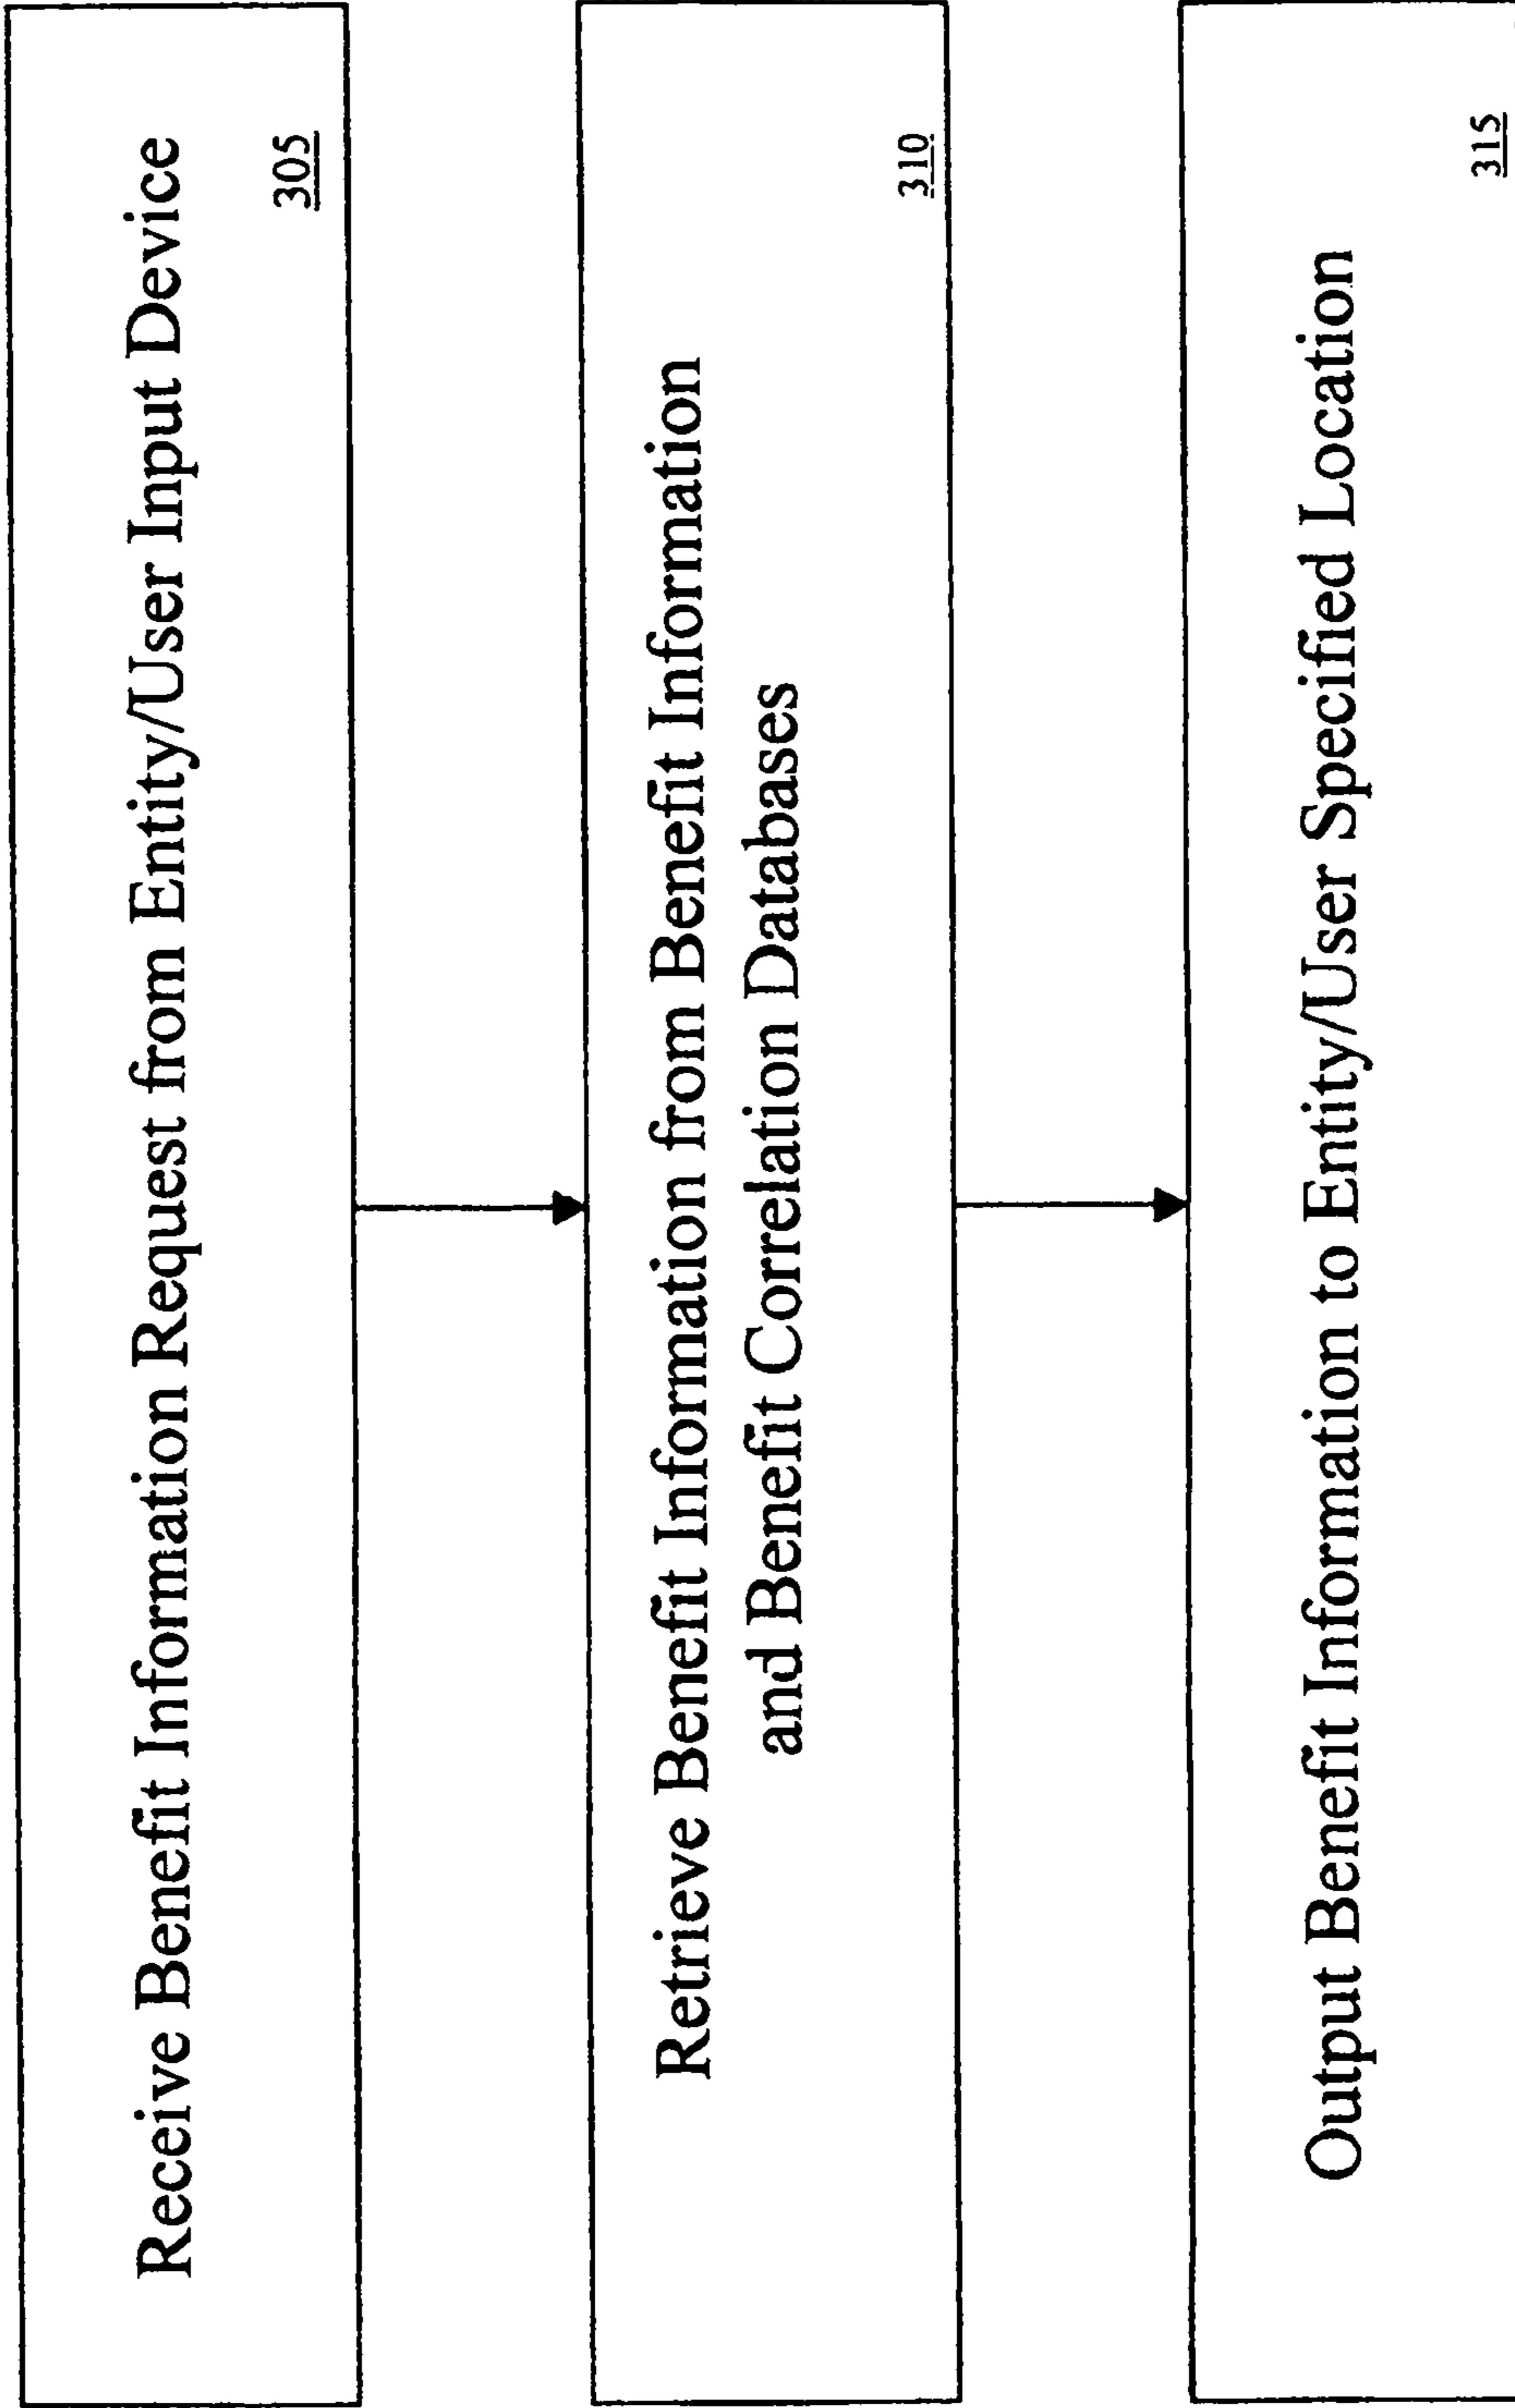 Receive Benefit Information Request from Entity/User Input Device
305
Retrieve Benefit Information from Benefit Information
and Benefit Correlation Databases
310
Output Benefit Information to Entity/User Specified Location
315